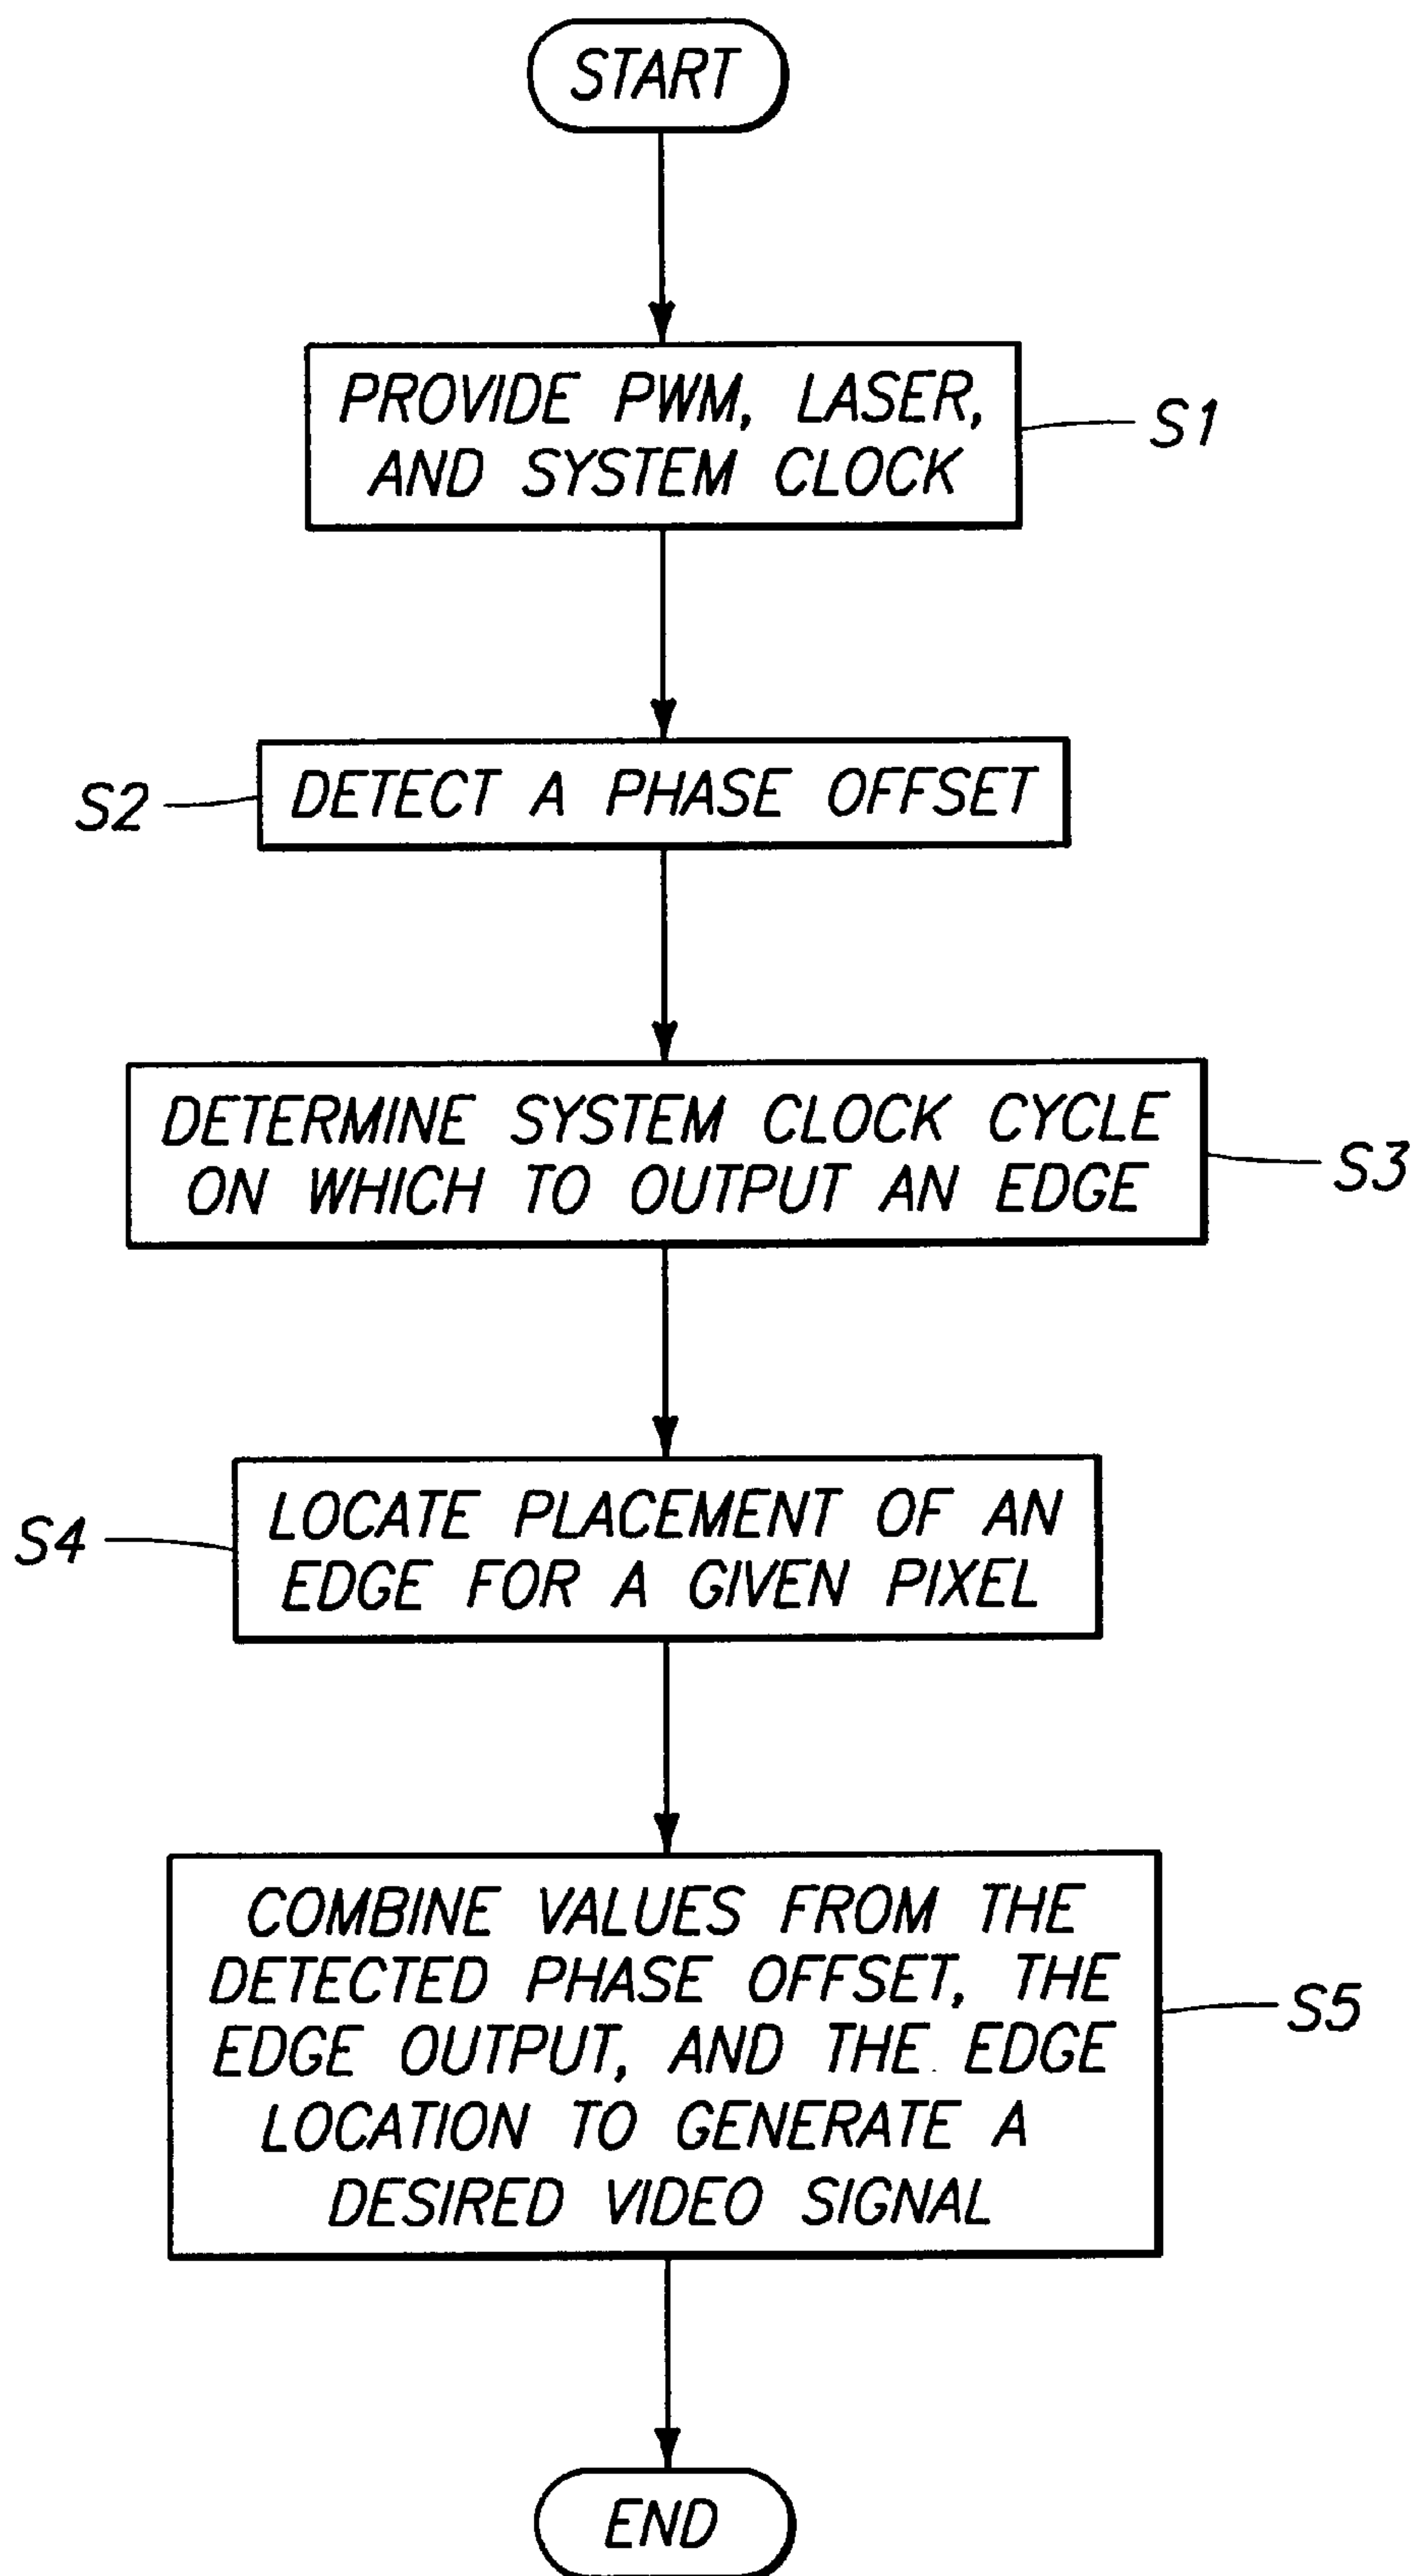 START
PROVIDE PWM, LASER,
AND SYSTEM CLOCK
S1
S2
DETECT A PHASE OFFSET
DETERMINE SYSTEM CLOCK CYCLE
ON WHICH TO OUTPUT AN EDGE
S3
S4
LOCATE PLACEMENT OF AN
EDGE FOR A GIVEN PIXEL
COMBINE VALUES FROM THE
DETECTED PHASE OFFSET, THE
EDGE OUTPUT, AND THE EDGE
LOCATION TO GENERATE A
DESIRED VIDEO SIGNAL
S5
END